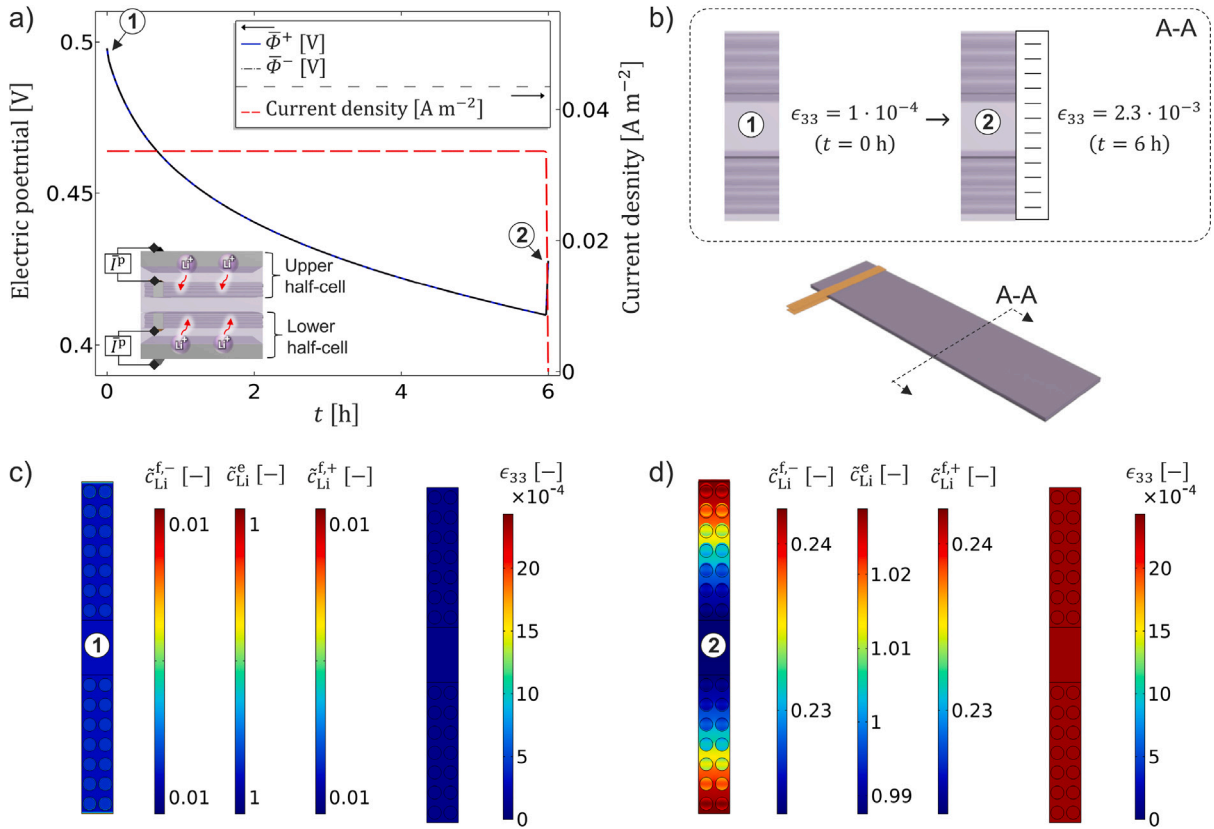 a)
1
0.5
Φ̅⁺ [V]
Φ̅⁻ [V]
Current density [A m⁻²]
0.45
0.4
Electric poetntial [V]
0.04
0.02
0
Current desnity [A m⁻²]
2
I̅ᵖ
I̅ᵖ
Li⁺
Li⁺
Li⁺
Li⁺
Upper
half-cell
Lower
half-cell
0 2 4 6
t [h]
b)
A-A
1
ϵ₃₃ = 1 · 10⁻⁴
(t = 0 h)
→
2
ϵ₃₃ = 2.3 · 10⁻³
(t = 6 h)
A-A
c)
c̃ᶠ,⁻Li [−] c̃ᵉLi [−] c̃ᶠ,⁺Li [−] ϵ₃₃ [−]
×10⁻⁴
0.01 1 0.01
20
15
10
5
0
1
0.01 1 0.01
d)
c̃ᶠ,⁻Li [−] c̃ᵉLi [−] c̃ᶠ,⁺Li [−] ϵ₃₃ [−]
×10⁻⁴
0.24 0.24
1.02
1.01
0.23 0.23
1
0.99
20
15
10
5
0
2